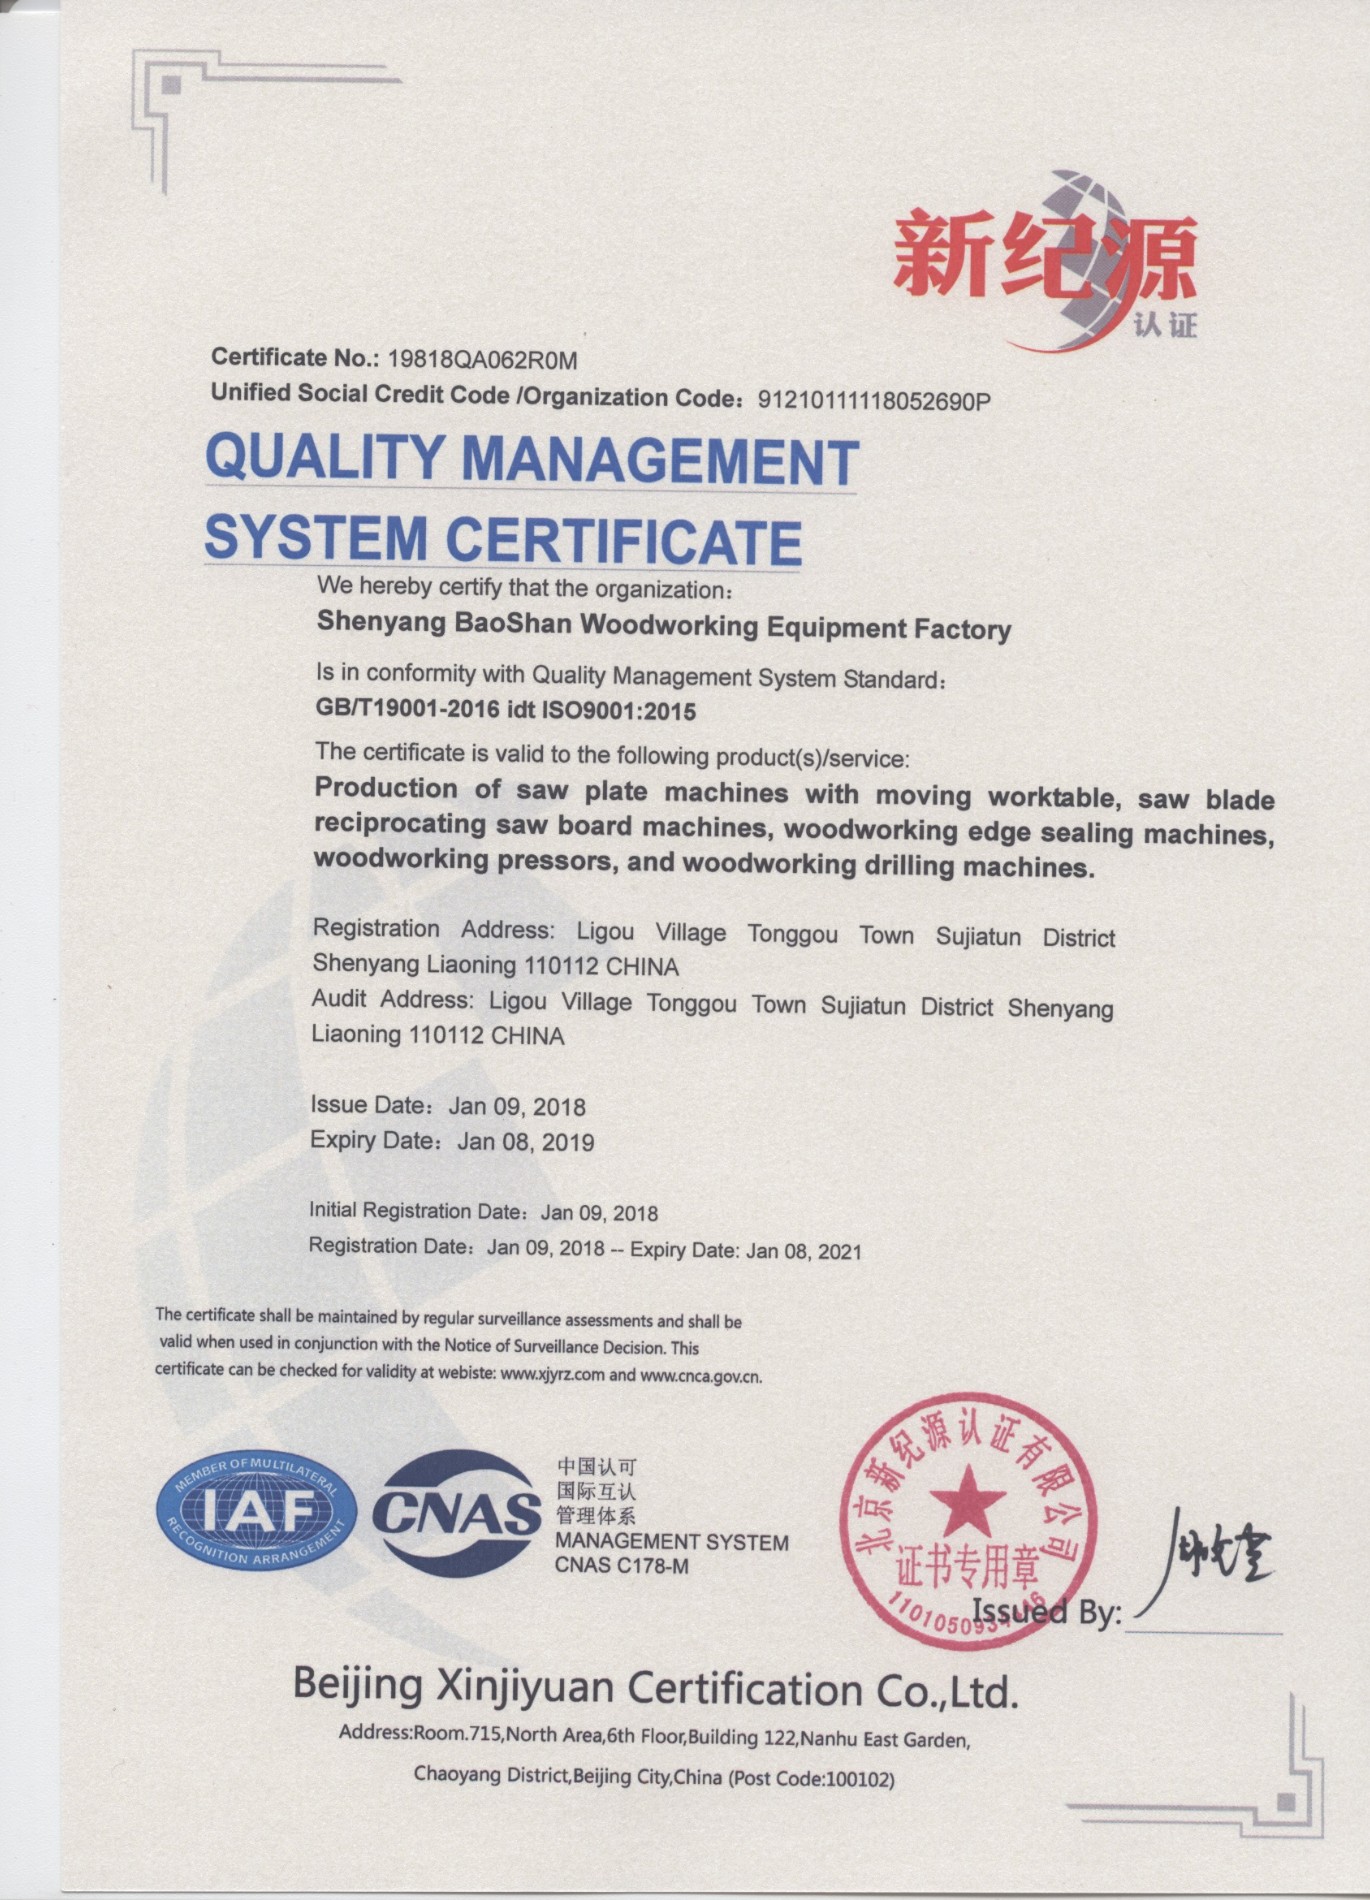 新纪源
认证
Certificate No.: 19818QA062R0M
Unified Social Credit Code /Organization Code：91210111118052690P
QUALITY MANAGEMENT
SYSTEM CERTIFICATE
We hereby certify that the organization：
Shenyang BaoShan Woodworking Equipment Factory
Is in conformity with Quality Management System Standard：
GB/T19001-2016 idt ISO9001:2015
The certificate is valid to the following product(s)/service:
Production of saw plate machines with moving worktable, saw blade
reciprocating saw board machines, woodworking edge sealing machines,
woodworking pressors, and woodworking drilling machines.
Registration Address: Ligou Village Tonggou Town Sujiatun District
Shenyang Liaoning 110112 CHINA
Audit Address: Ligou Village Tonggou Town Sujiatun District Shenyang
Liaoning 110112 CHINA
Issue Date：Jan 09, 2018
Expiry Date：Jan 08, 2019
Initial Registration Date：Jan 09, 2018
Registration Date：Jan 09, 2018 -- Expiry Date: Jan 08, 2021
The certificate shall be maintained by regular surveillance assessments and shall be
valid when used in conjunction with the Notice of Surveillance Decision. This
certificate can be checked for validity at webiste: www.xjyrz.com and www.cnca.gov.cn.
MEMBER OF MULTILATERAL
IAF
RECOGNITION ARRANGEMENT
CNAS
中国认可
国际互认
管理体系
MANAGEMENT SYSTEM
CNAS C178-M
北京新纪源认证有限公司
证书专用章
Issued By:
Beijing Xinjiyuan Certification Co.,Ltd.
Address:Room.715,North Area,6th Floor,Building 122,Nanhu East Garden,
Chaoyang District,Beijing City,China (Post Code:100102)